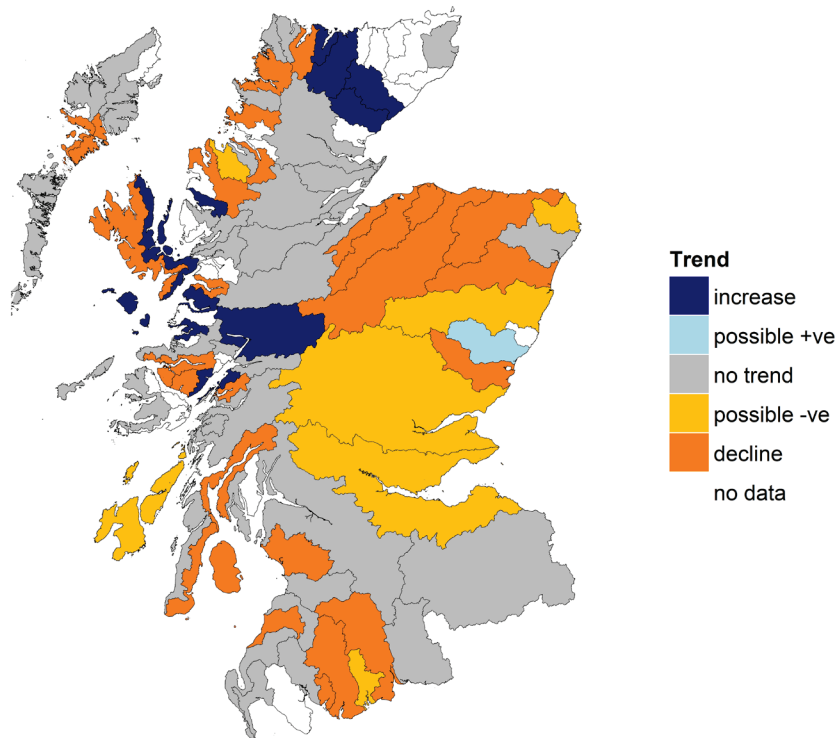 Trend
increase
possible +ve
no trend
possible -ve
decline
no data